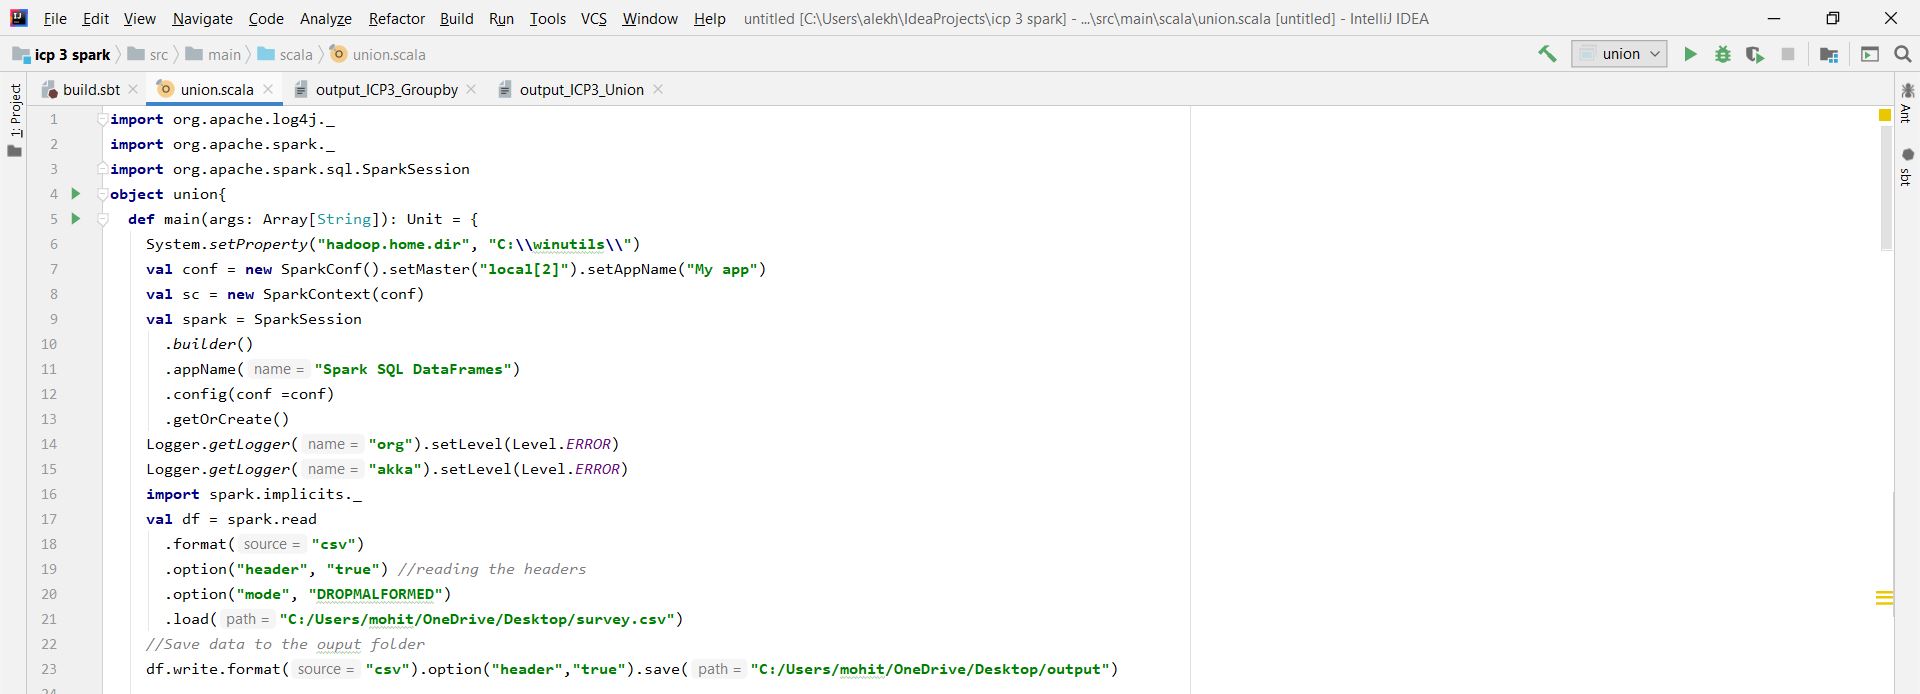 File Edit View Navigate Code Analyze Refactor Build Run Tools VCS Window Help untitled [C:\Users\alekh\IdeaProjects\icp 3 spark] - ...\src\main\scala\union.scala [untitled] - IntelliJ IDEA
icp 3 spark src main scala union.scala union
build.sbt union.scala output_ICP3_Groupby output_ICP3_Union
1: Project
Ant
sbt
1 import org.apache.log4j._
2 import org.apache.spark._
3 import org.apache.spark.sql.SparkSession
4 object union{
5 def main(args: Array[String]): Unit = {
6 System.setProperty("hadoop.home.dir", "C:\\winutils\\")
7 val conf = new SparkConf().setMaster("local[2]").setAppName("My app")
8 val sc = new SparkContext(conf)
9 val spark = SparkSession
10 .builder()
11 .appName( name = "Spark SQL DataFrames")
12 .config(conf =conf)
13 .getOrCreate()
14 Logger.getLogger( name = "org").setLevel(Level.ERROR)
15 Logger.getLogger( name = "akka").setLevel(Level.ERROR)
16 import spark.implicits._
17 val df = spark.read
18 .format( source = "csv")
19 .option("header", "true") //reading the headers
20 .option("mode", "DROPMALFORMED")
21 .load( path = "C:/Users/mohit/OneDrive/Desktop/survey.csv")
22 //Save data to the ouput folder
23 df.write.format( source = "csv").option("header","true").save( path = "C:/Users/mohit/OneDrive/Desktop/output")
24